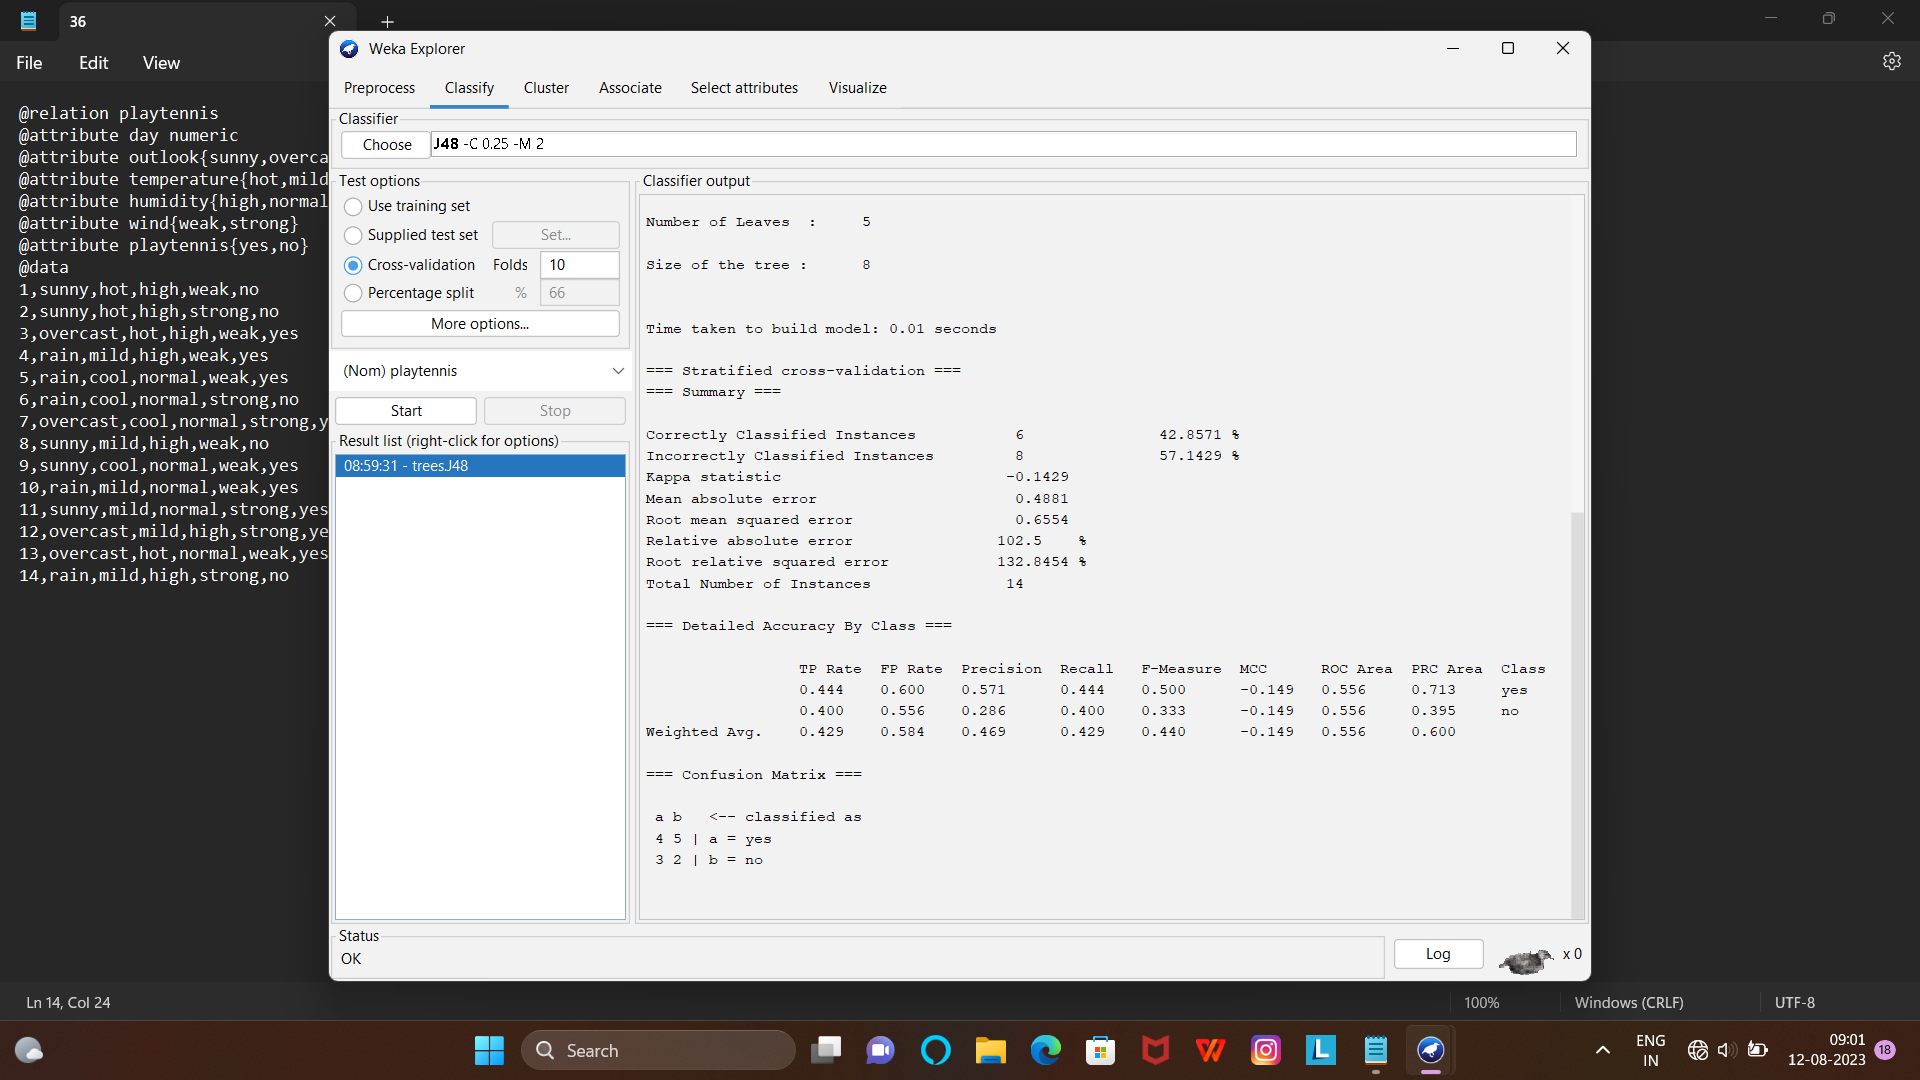 36
File Edit View
@relation playtennis
@attribute day numeric
@attribute outlook{sunny,overca
@attribute temperature{hot,mild
@attribute humidity{high,normal
@attribute wind{weak,strong}
@attribute playtennis{yes,no}
@data
1,sunny,hot,high,weak,no
2,sunny,hot,high,strong,no
3,overcast,hot,high,weak,yes
4,rain,mild,high,weak,yes
5,rain,cool,normal,weak,yes
6,rain,cool,normal,strong,no
7,overcast,cool,normal,strong,y
8,sunny,mild,high,weak,no
9,sunny,cool,normal,weak,yes
10,rain,mild,normal,weak,yes
11,sunny,mild,normal,strong,yes
12,overcast,mild,high,strong,ye
13,overcast,hot,normal,weak,yes
14,rain,mild,high,strong,no
Weka Explorer
Preprocess Classify Cluster Associate Select attributes Visualize
Classifier
Choose J48 -C 0.25 -M 2
Test options
Use training set
Supplied test set Set...
Cross-validation Folds 10
Percentage split % 66
More options...
(Nom) playtennis
Start Stop
Result list (right-click for options)
08:59:31 - trees.J48
Classifier output
Number of Leaves : 5
Size of the tree : 8
Time taken to build model: 0.01 seconds
=== Stratified cross-validation ===
=== Summary ===
Correctly Classified Instances 6 42.8571 %
Incorrectly Classified Instances 8 57.1429 %
Kappa statistic -0.1429
Mean absolute error 0.4881
Root mean squared error 0.6554
Relative absolute error 102.5 %
Root relative squared error 132.8454 %
Total Number of Instances 14
=== Detailed Accuracy By Class ===
TP Rate FP Rate Precision Recall F-Measure MCC ROC Area PRC Area Class
0.444 0.600 0.571 0.444 0.500 -0.149 0.556 0.713 yes
0.400 0.556 0.286 0.400 0.333 -0.149 0.556 0.395 no
Weighted Avg. 0.429 0.584 0.469 0.429 0.440 -0.149 0.556 0.600
=== Confusion Matrix ===
a b <-- classified as
4 5 | a = yes
3 2 | b = no
Status
OK
Log x 0
Ln 14, Col 24 100% Windows (CRLF) UTF-8
Search
L
ENG
IN
09:01
12-08-2023
18